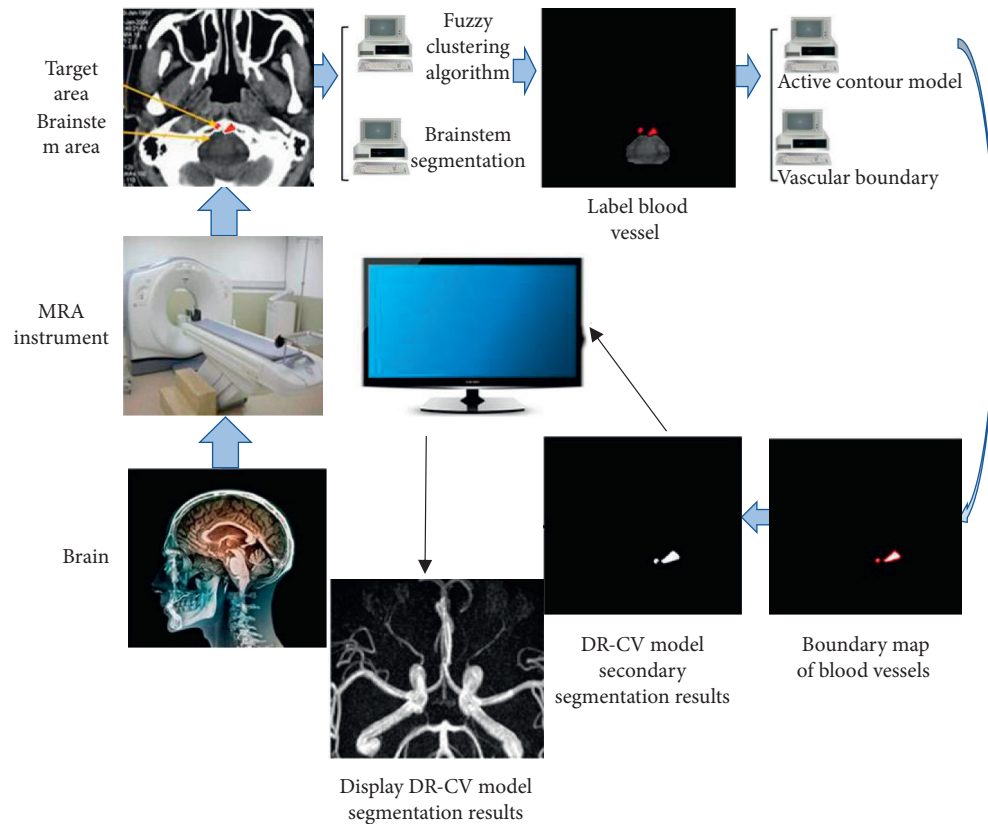 Target
area
Brainste
m area
Fuzzy
clustering
algorithm
Brainstem
segmentation
Label blood
vessel
Active contour model
Vascular boundary
MRA
instrument
Brain
DR-CV model
secondary
segmentation results
Boundary map
of blood vessels
Display DR-CV model
segmentation results